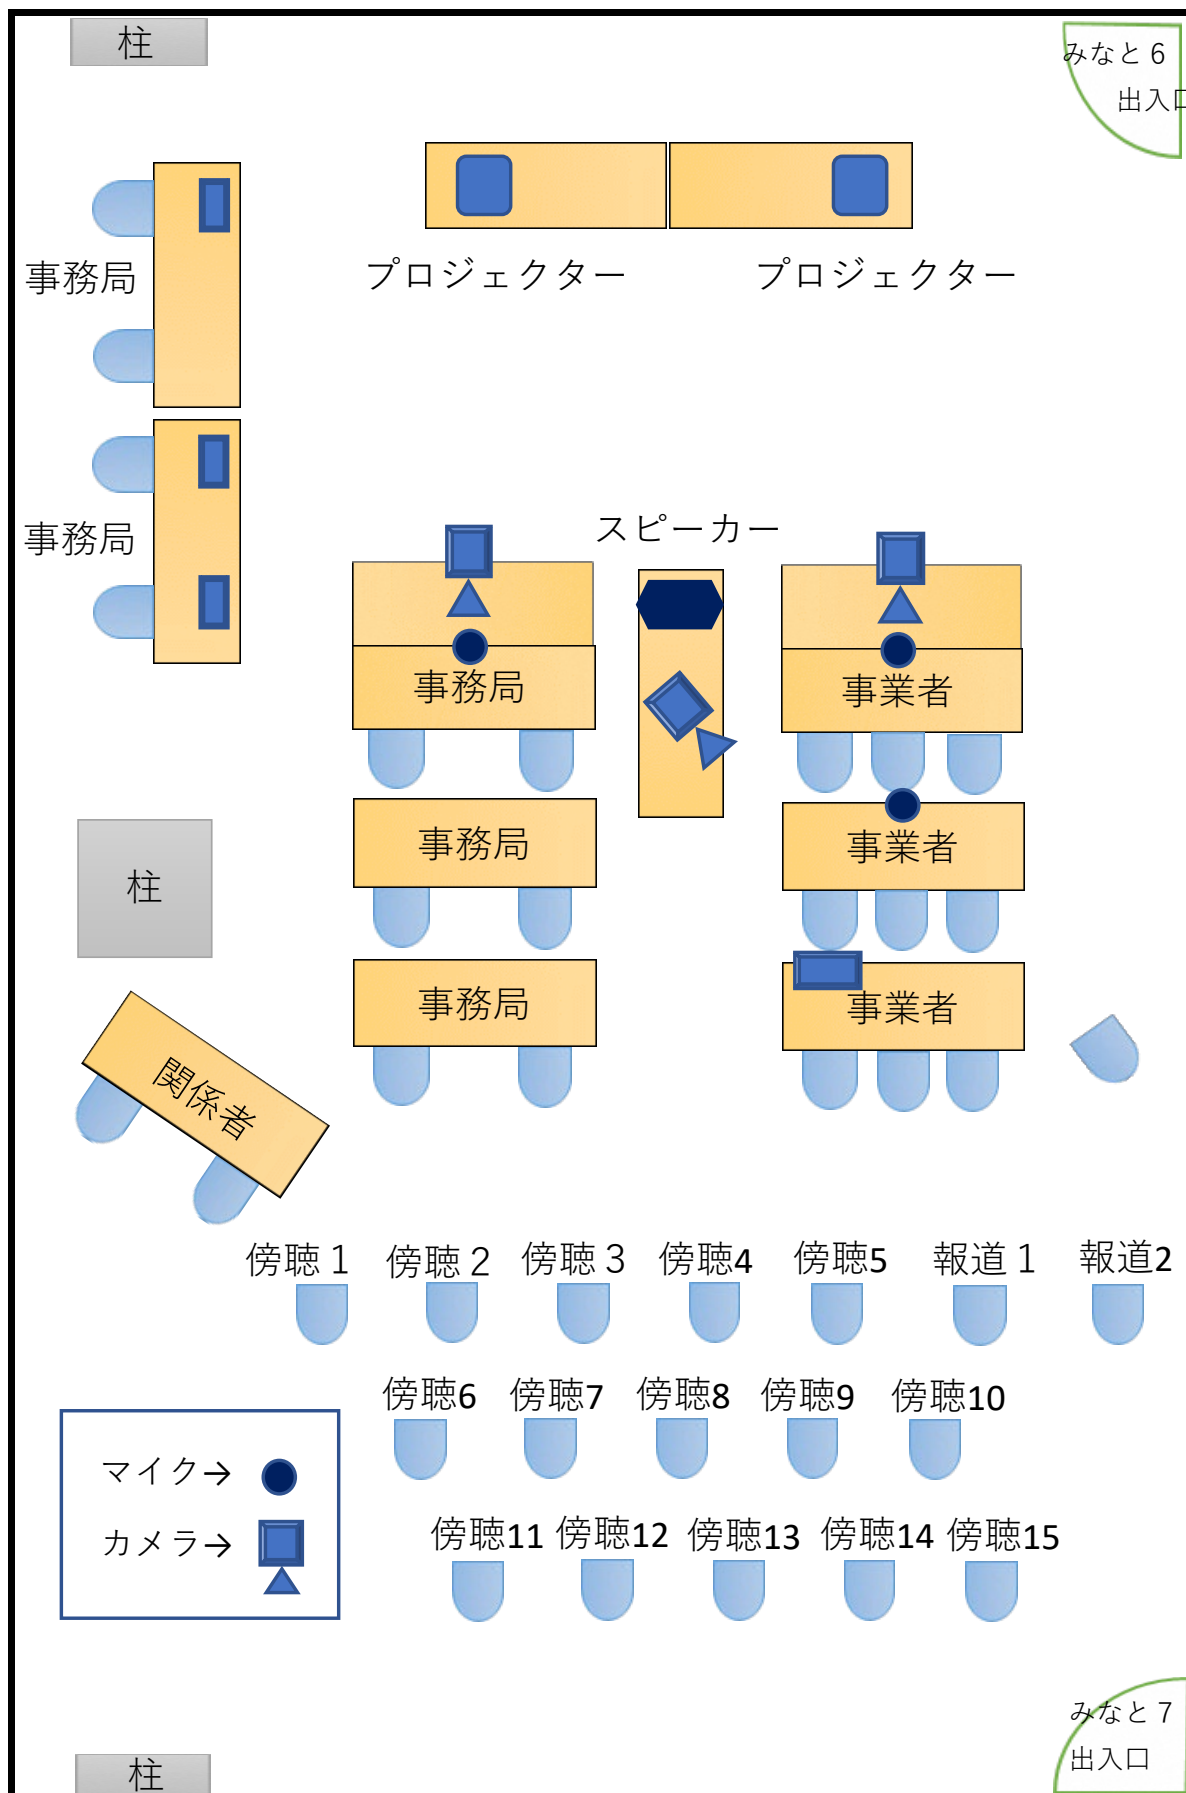 柱
みなと６
出入口
事務局
プロジェクター
プロジェクター
事務局
スピーカー
事務局
事業者
事務局
事業者
柱
事務局
事業者
関係者
傍聴１
傍聴２
傍聴３
傍聴4
傍聴5
報道１
報道2
傍聴6
傍聴7
傍聴8
傍聴9
傍聴10
マイク→
カメラ→
傍聴11
傍聴12
傍聴13
傍聴14
傍聴15
みなと７
出入口
柱